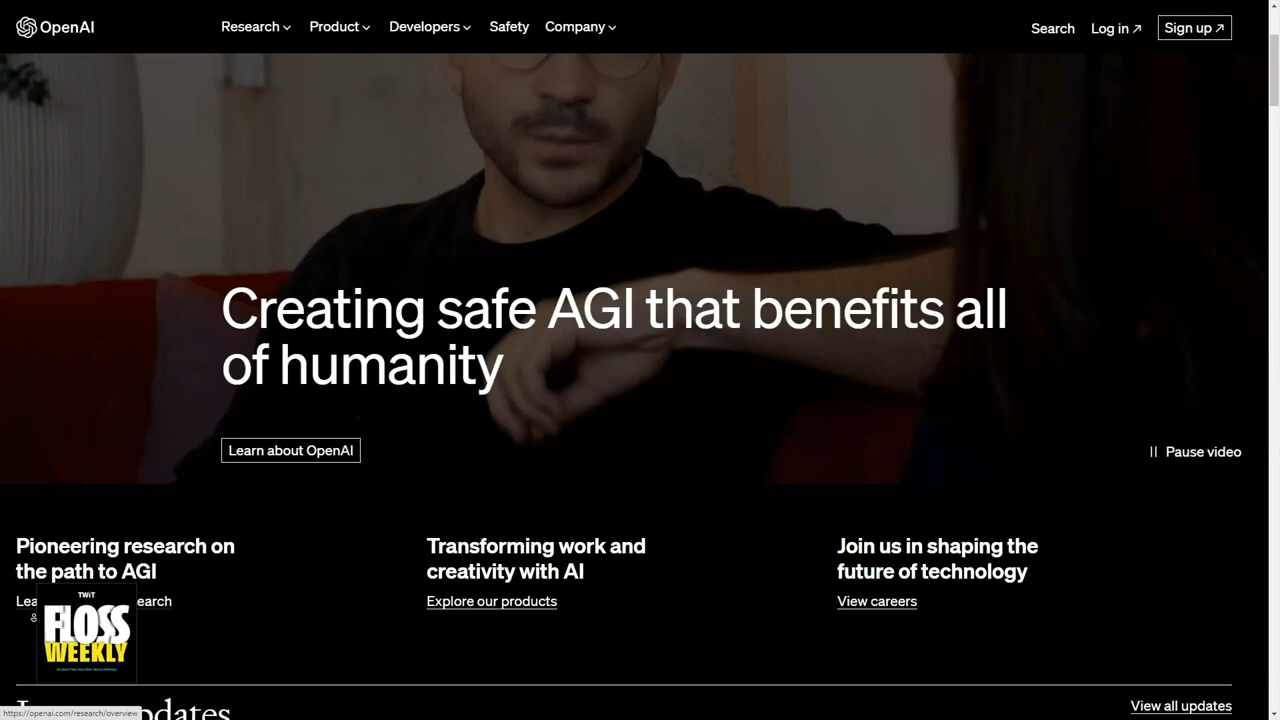 OpenAI
Research
Product
Developers
Safety
Company
Search
Log in ↗
Sign up ↗
Creating safe AGI that benefits all
of humanity
Learn about OpenAI
Pause video
Pioneering research on
the path to AGI
Transforming work and
creativity with AI
Explore our products
Join us in shaping the
future of technology
View careers
TWiT
FLOSS
WEEKLY
View all updates
https://openai.com/research/overview